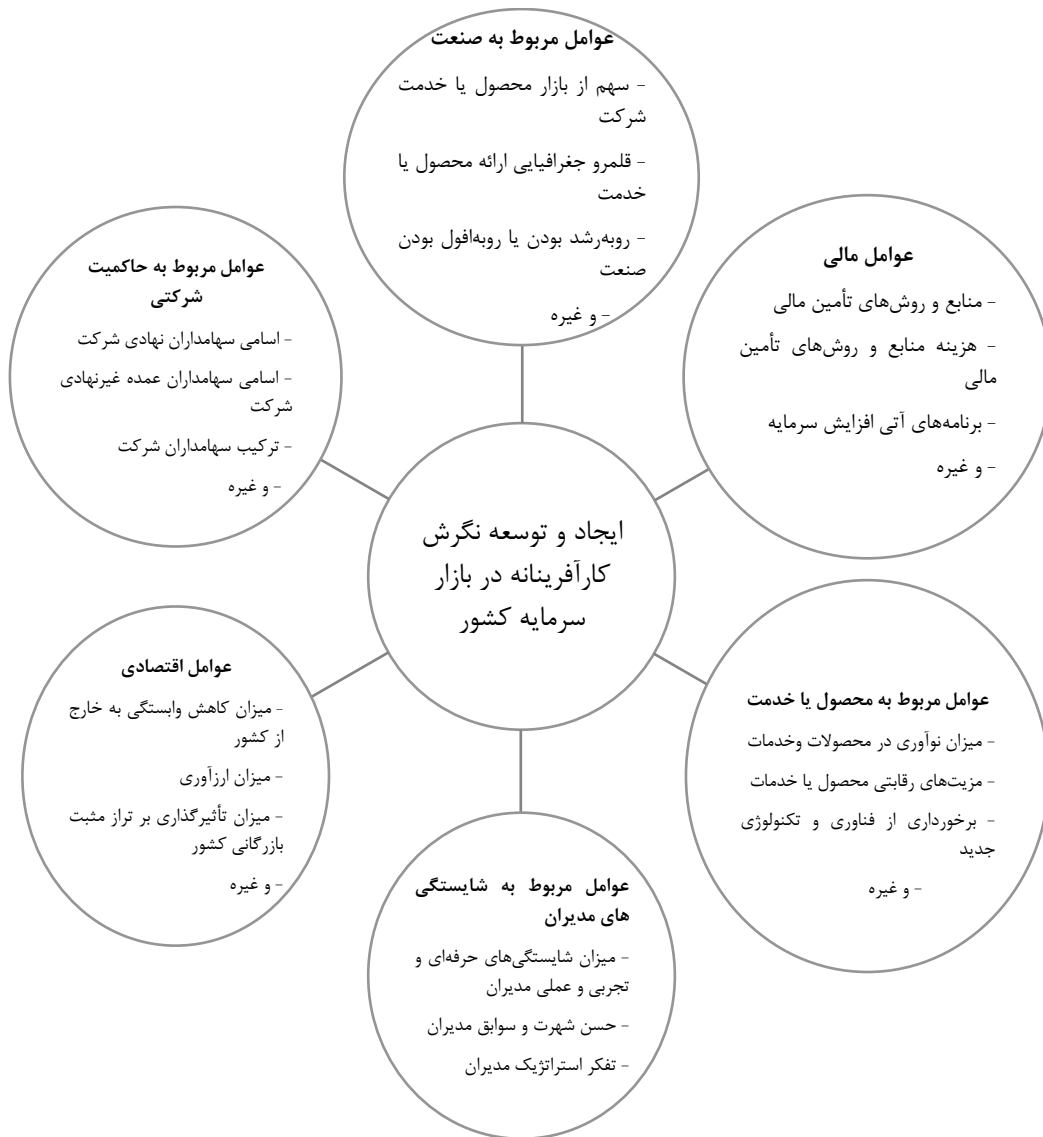 عوامل مربوط به صنعت
- سهم از بازار محصول یا خدمت
شرکت
- قلمرو جغرافیایی ارائه محصول یا
خدمت
- روبه‌رشد بودن یا روبه‌افول بودن
صنعت
- و غیره
عوامل مالی
- منابع و روش‌های تأمین مالی
- هزینه منابع و روش‌های تأمین
مالی
- برنامه‌های آتی افزایش سرمایه
- و غیره
عوامل مربوط به حاکمیت
شرکتی
- اسامی سهامداران نهادی شرکت
- اسامی سهامداران عمده غیرنهادی
شرکت
- ترکیب سهامداران شرکت
- و غیره
ایجاد و توسعه نگرش
کارآفرینانه در بازار
سرمایه کشور
عوامل مربوط به محصول یا خدمت
- میزان نوآوری در محصولات وخدمات
- مزیت‌های رقابتی محصول یا خدمات
- برخورداری از فناوری و تکنولوژی
جدید
- و غیره
عوامل اقتصادی
- میزان کاهش وابستگی به خارج
از کشور
- میزان ارزآوری
- میزان تأثیرگذاری بر تراز مثبت
بازرگانی کشور
- و غیره
عوامل مربوط به شایستگی
های مدیران
- میزان شایستگی‌های حرفه‌ای و
تجربی و عملی مدیران
- حسن شهرت و سوابق مدیران
- تفکر استراتژیک مدیران